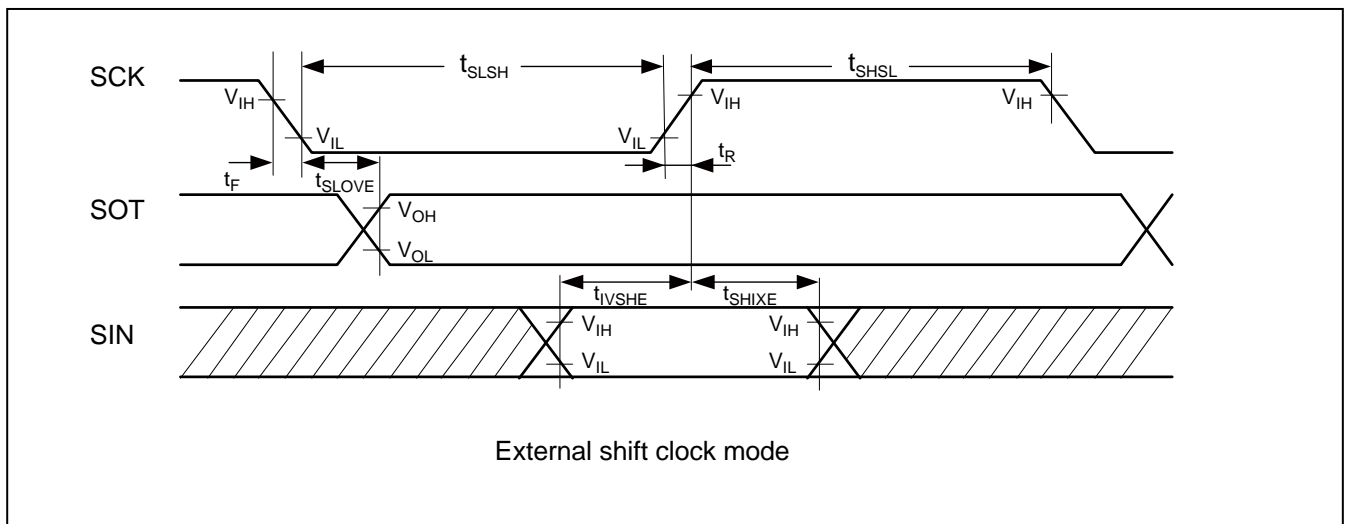 SCK
tSLSH
tSHSL
VIH
VIH
VIH
VIL
VIL
tR
tF
tSLOVE
SOT
VOH
VOL
tIVSHE
tSHIXE
SIN
VIH
VIH
VIL
VIL
External shift clock mode